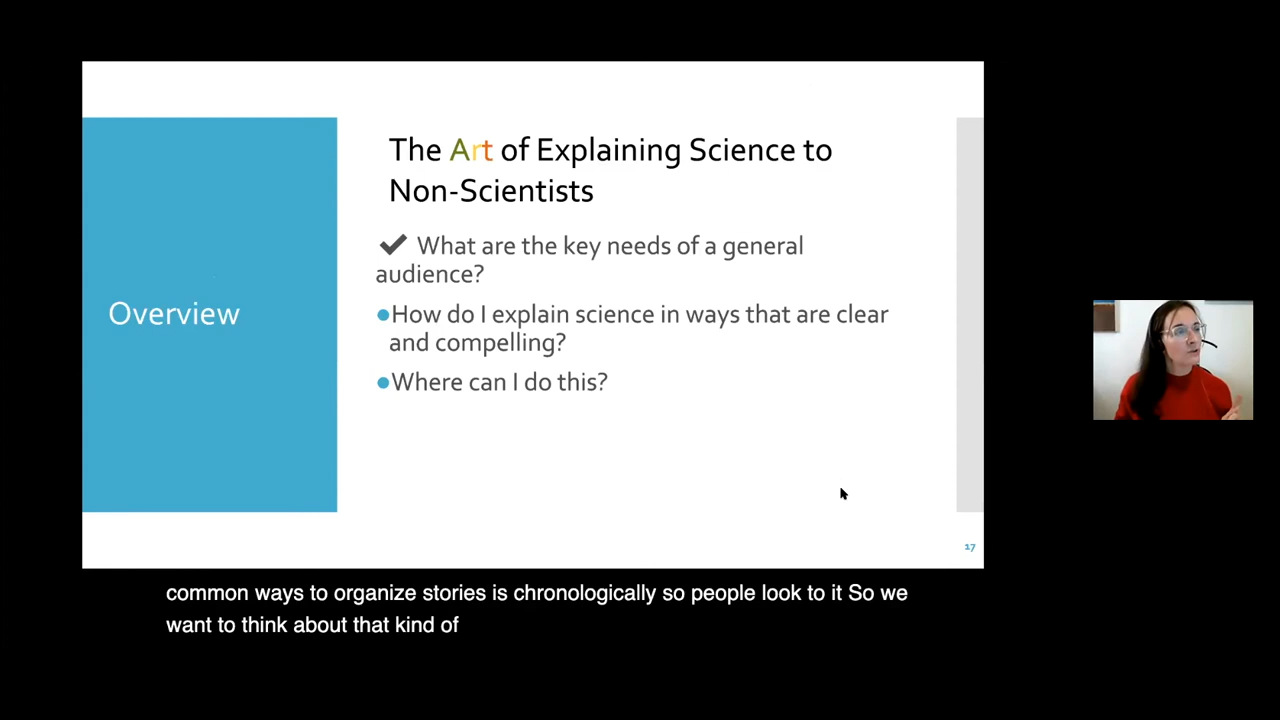 The Art of Explaining Science to
Non-Scientists
✔ What are the key needs of a general
audience?
●How do I explain science in ways that are clear
and compelling?
Overview
●Where can I do this?
17
common ways to organize stories is chronologically so people look to it So we
want to think about that kind of